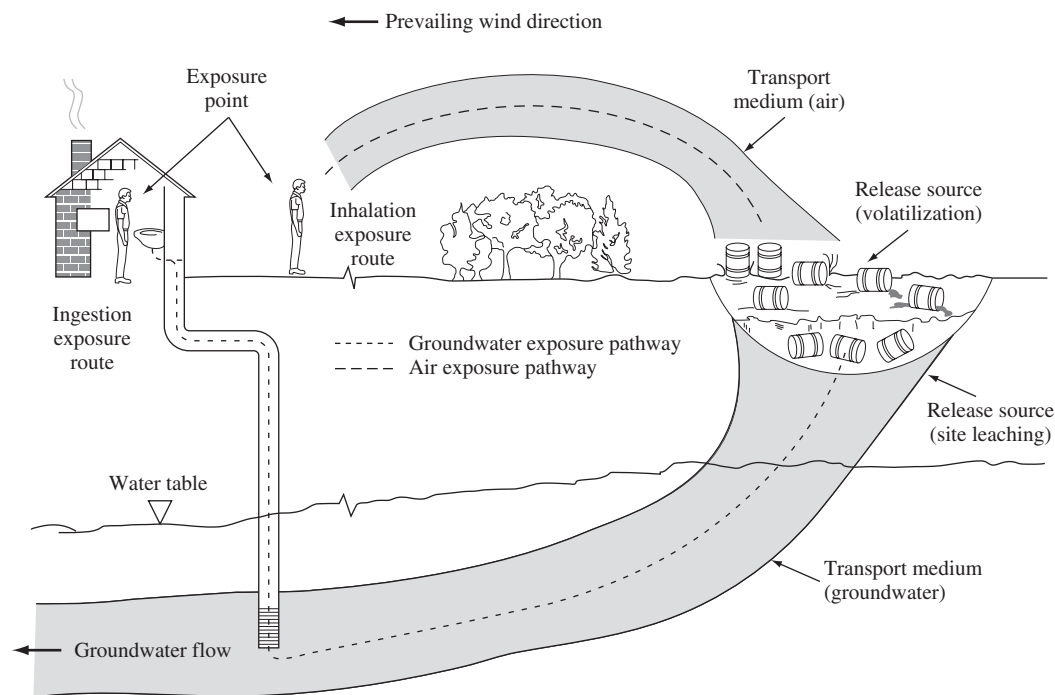 Prevailing wind direction
Exposure
point
Transport
medium (air)
Release source
(volatilization)
Inhalation
exposure
route
Ingestion
exposure
route
Groundwater exposure pathway
Air exposure pathway
Release source
(site leaching)
Water table
Transport medium
(groundwater)
Groundwater flow